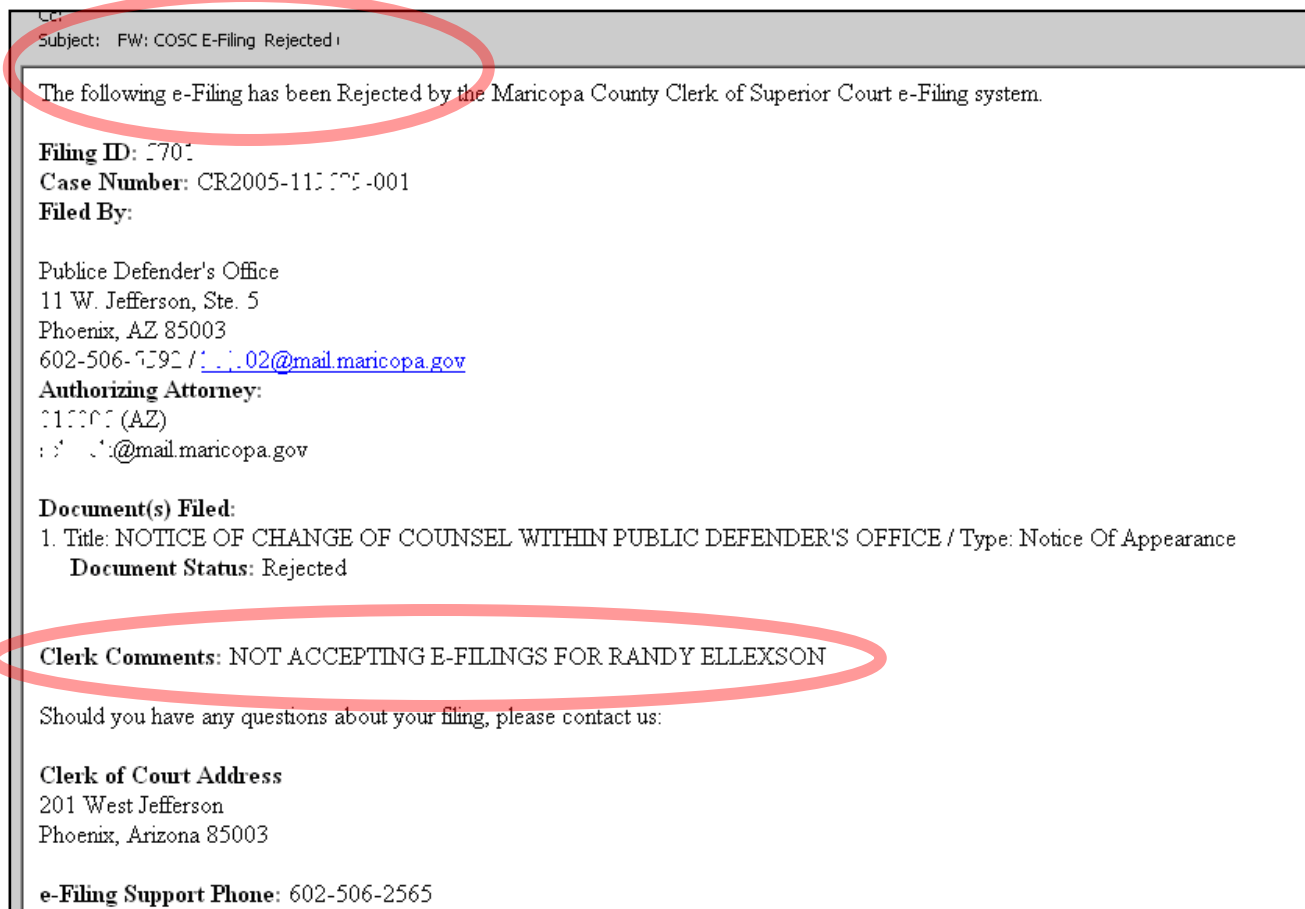 Cc:
Subject: FW: COSC E-Filing Rejected
The following e-Filing has been Rejected by the Maricopa County Clerk of Superior Court e-Filing system.
Filing ID:
Case Number:
Filed By:
Publice Defender's Office
11 W. Jefferson, Ste. 5
Phoenix, AZ 85003
Authorizing Attorney:
(AZ)
@mail.maricopa.gov
Document(s) Filed:
1. Title: NOTICE OF CHANGE OF COUNSEL WITHIN PUBLIC DEFENDER'S OFFICE / Type: Notice Of Appearance
Document Status: Rejected
Clerk Comments: NOT ACCEPTING E-FILINGS FOR RANDY ELLEXSON
Should you have any questions about your filing, please contact us:
Clerk of Court Address
201 West Jefferson
Phoenix, Arizona 85003
e-Filing Support Phone: 602-506-2565